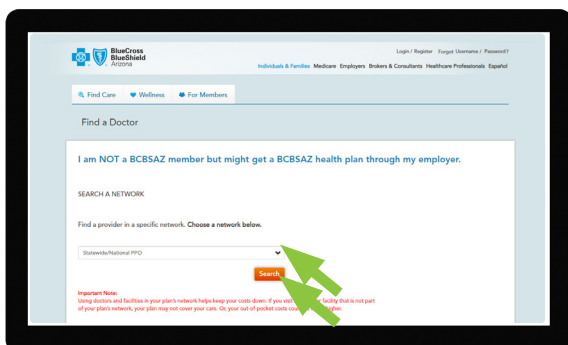 BlueCross
BlueShield
Arizona
Login / Register Forgot Username / Password?
Individuals & Families Medicare Employers Brokers & Consultants Healthcare Professionals Español
Find Care Wellness For Members
Find a Doctor
I am NOT a BCBSAZ member but might get a BCBSAZ health plan through my employer.
SEARCH A NETWORK
Find a provider in a specific network. Choose a network below.
Statewide/National PPO
Search
Important Note:
Using doctors and facilities in your plan's network helps keep your costs down. If you visit facility that is not part
of your plan's network, your plan may not cover your care. Or, your out-of-pocket costs higher.